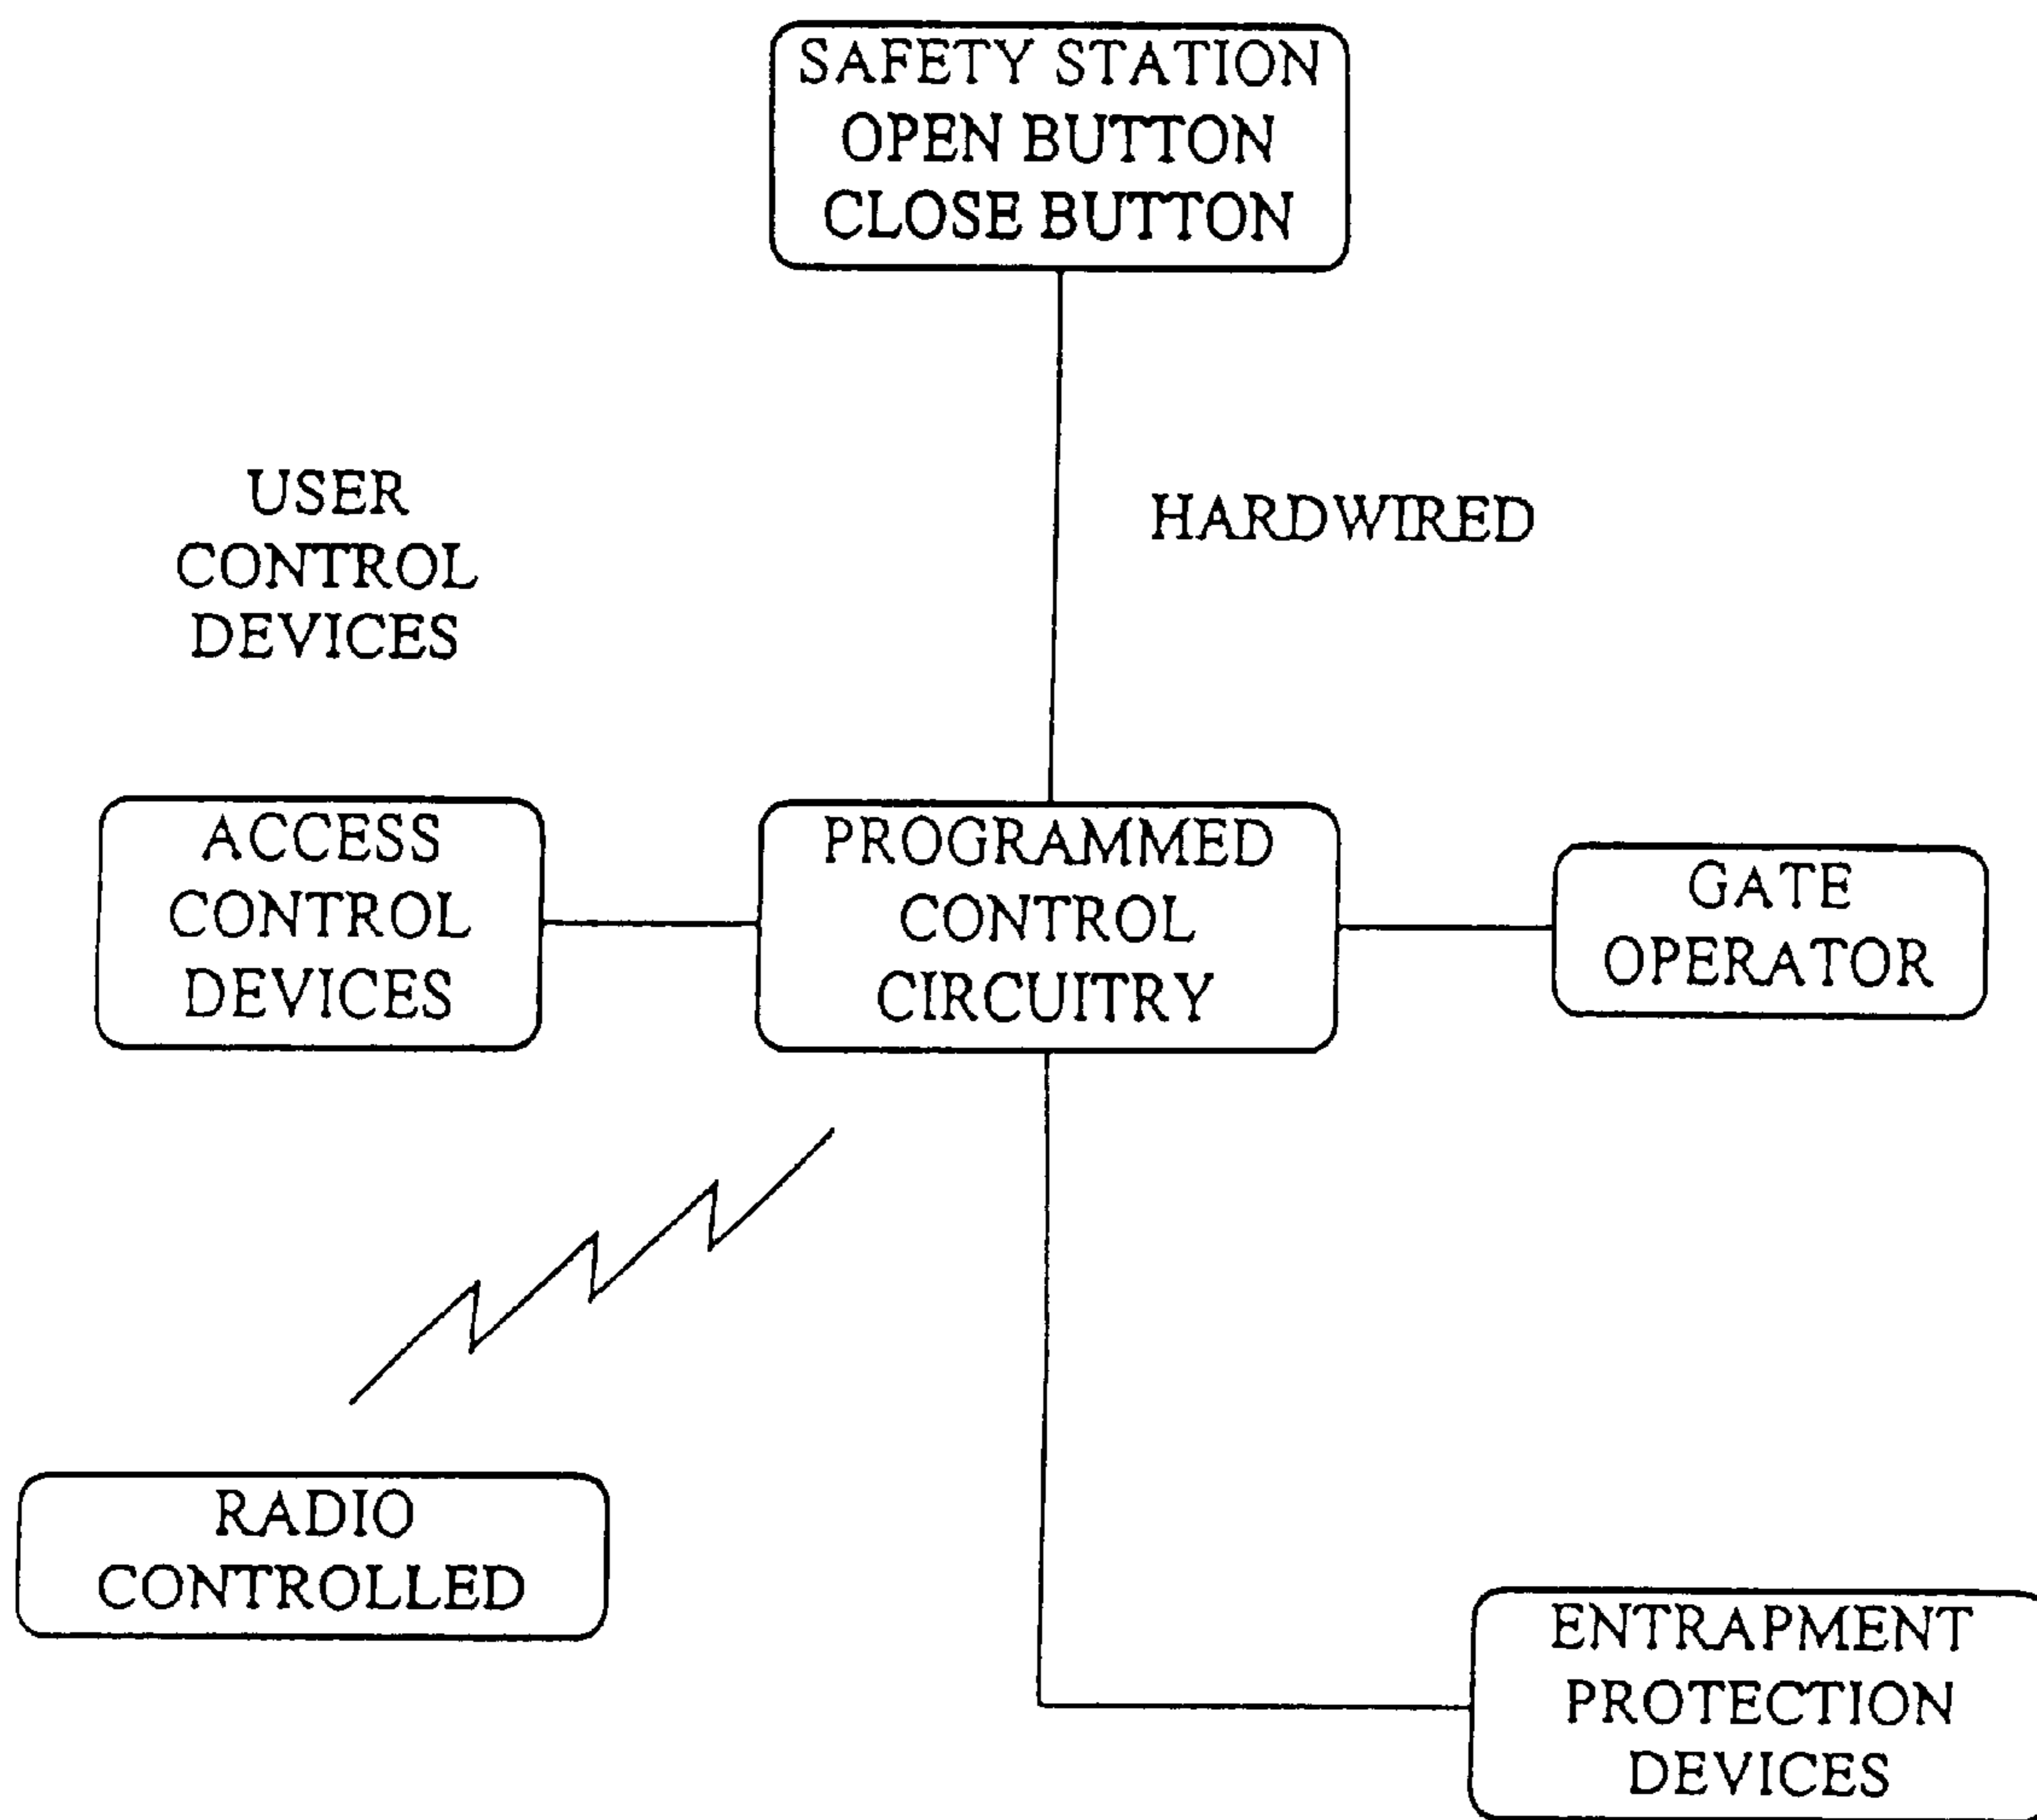 SAFETY STATION
OPEN BUTTON
CLOSE BUTTON
USER
CONTROL
DEVICES
HARDWIRED
ACCESS
CONTROL
DEVICES
PROGRAMMED
CONTROL
CIRCUITRY
GATE
OPERATOR
RADIO
CONTROLLED
ENTRAPMENT
PROTECTION
DEVICES